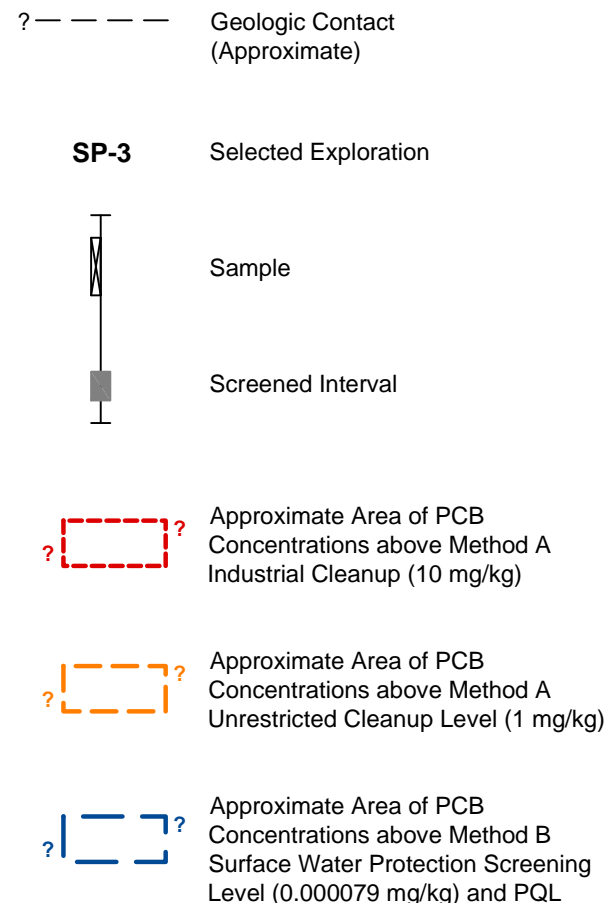 ? Geologic Contact
(Approximate)
SP-3 Selected Exploration
Sample
Screened Interval
? ? Approximate Area of PCB
Concentrations above Method A
Industrial Cleanup (10 mg/kg)
? ? Approximate Area of PCB
Concentrations above Method A
Unrestricted Cleanup Level (1 mg/kg)
? ? Approximate Area of PCB
Concentrations above Method B
Surface Water Protection Screening
Level (0.000079 mg/kg) and PQL